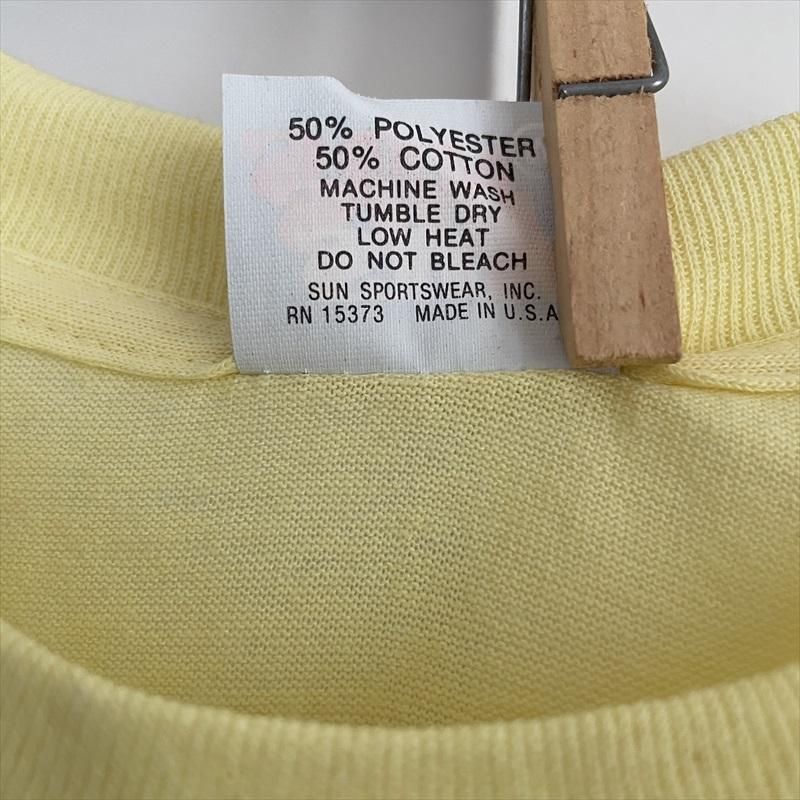 50% POLYESTER
50% COTTON
MACHINE WASH
TUMBLE DRY
LOW HEAT
DO NOT BLEACH
SUN SPORTSWEAR, INC.
RN 15373 MADE IN U.S.A